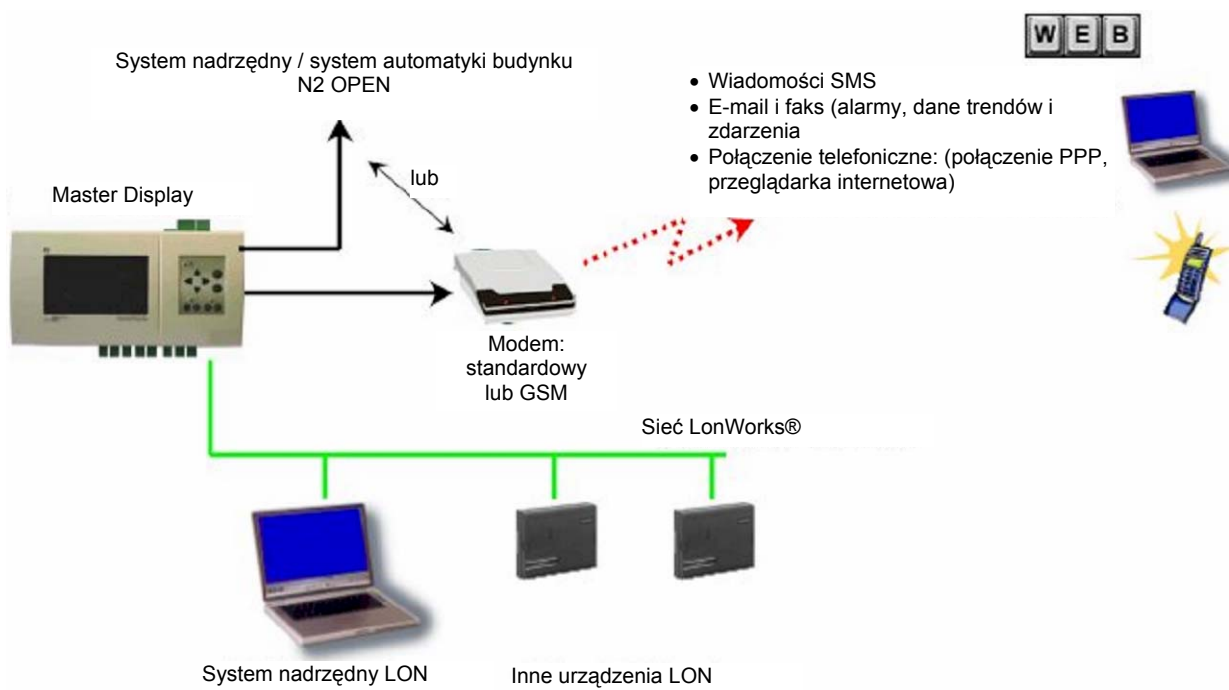 WEB
System nadrzędny / system automatyki budynku
N2 OPEN
• Wiadomości SMS
• E-mail i faks (alarmy, dane trendów i
zdarzenia
• Połączenie telefoniczne: (połączenie PPP,
przeglądarka internetowa)
lub
Master Display
Modem:
standardowy
lub GSM
Sieć LonWorks®
System nadrzędny LON
Inne urządzenia LON